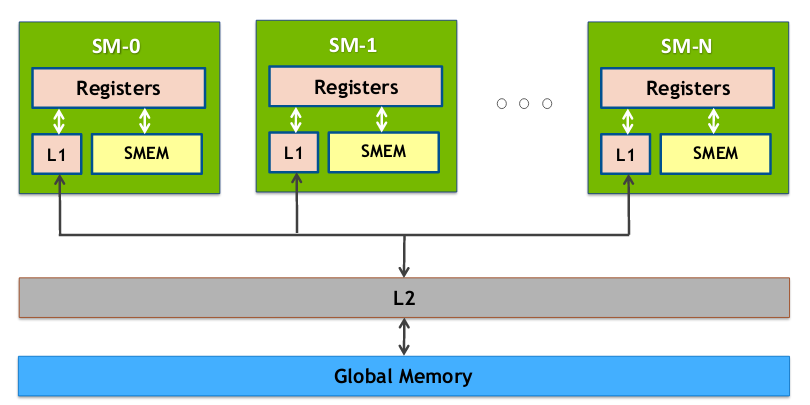 SM-0
Registers
L1
SMEM
SM-1
Registers
L1
SMEM
SM-N
Registers
L1
SMEM
L2
Global Memory